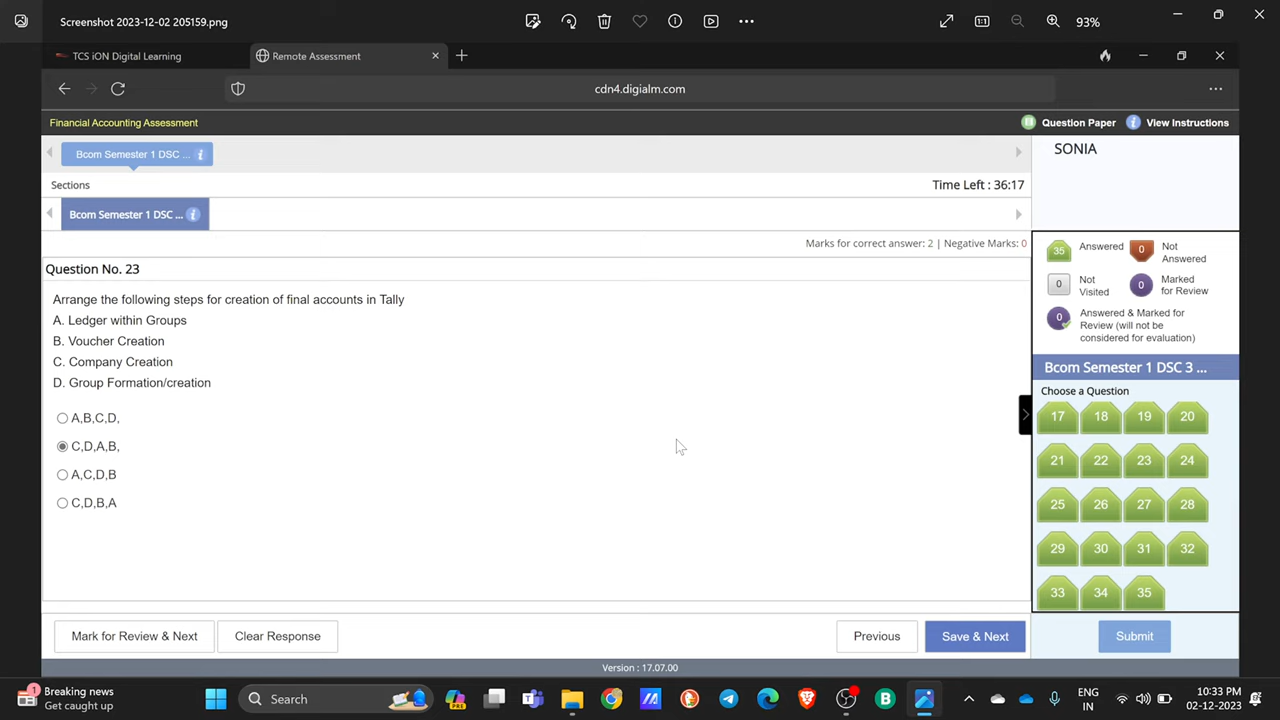 Screenshot 2023-12-02 205159.png
93%
TCS iON Digital Learning
Remote Assessment
cdn4.digialm.com
Financial Accounting Assessment
Question Paper
View Instructions
Bcom Semester 1 DSC ... i
SONIA
Sections
Time Left : 36:17
Bcom Semester 1 DSC ... i
Marks for correct answer: 2 | Negative Marks: 0
35 Answered
0 Not Answered
0 Not Visited
0 Marked for Review
0 Answered & Marked for Review (will not be considered for evaluation)
Question No. 23
Arrange the following steps for creation of final accounts in Tally
A. Ledger within Groups
B. Voucher Creation
C. Company Creation
D. Group Formation/creation
A,B,C,D,
C,D,A,B,
A,C,D,B
C,D,B,A
Bcom Semester 1 DSC 3 ...
Choose a Question
17 18 19 20
21 22 23 24
25 26 27 28
29 30 31 32
33 34 35
Mark for Review & Next
Clear Response
Previous
Save & Next
Submit
Version : 17.07.00
1
Breaking news
Get caught up
Search
ENG
IN
10:33 PM
02-12-2023